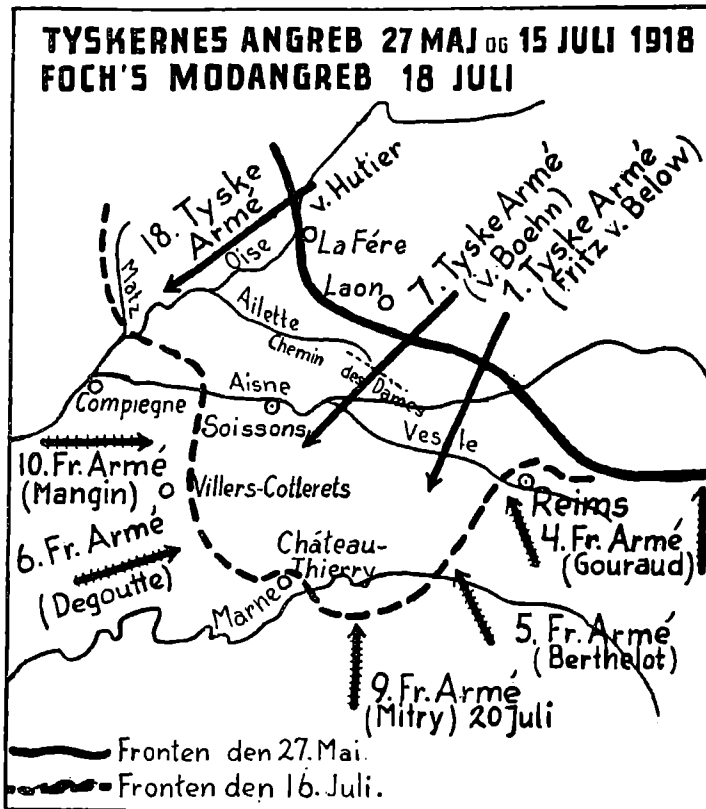 TYSKERNES ANGREB 27 MAJ OG 15 JULI 1918
FOCH'S MODANGREB 18 JULI
18. Tyske
Armé
v. Hutier
7. Tyske Armé
(v. Boehn)
1. Tyske Armé
(Fritz v. Below)
Matz
Oise
La Fére
Laon
Ailette
Chemin
des Dames
Compiegne
Aisne
Soissons
Vesle
10. Fr. Armé
(Mangin)
Villers-Cotterets
Reims
6. Fr. Armé
(Degoutte)
4. Fr. Armé
(Gouraud)
Cháteau-
Thierry
Marne
5. Fr. Armé
(Berthelot)
9. Fr. Armé
(Mitry) 20 Juli
Fronten den 27. Mai.
Fronten den 16. Juli.